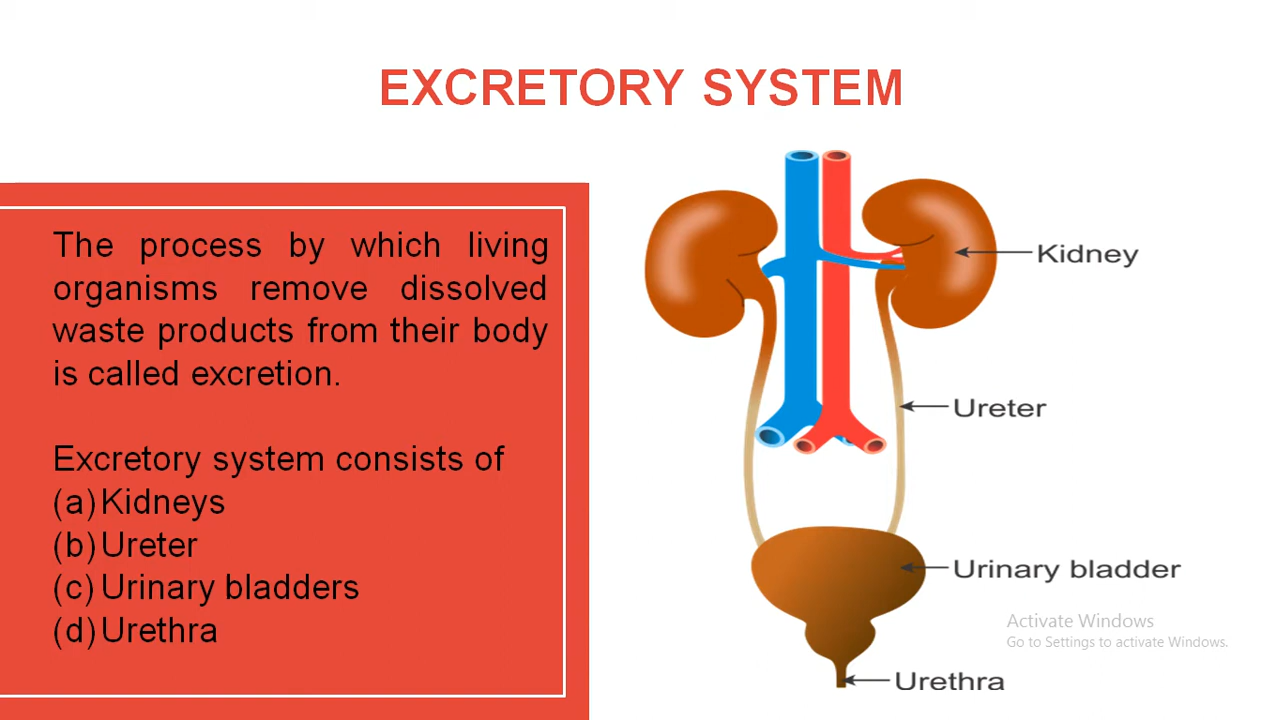 EXCRETORY SYSTEM
The process by which living
organisms remove dissolved
waste products from their body
is called excretion.
Excretory system consists of
(a) Kidneys
(b) Ureter
(c) Urinary bladders
(d) Urethra
Kidney
Ureter
Urinary bladder
Activate Windows
Go to Settings to activate Windows.
Urethra